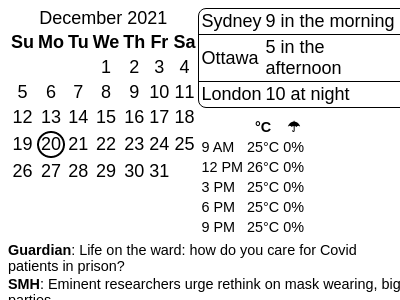 December 2021
Su Mo Tu We Th Fr Sa
1 2 3 4
5 6 7 8 9 10 11
12 13 14 15 16 17 18
19 20 21 22 23 24 25
26 27 28 29 30 31
Sydney 9 in the morning
Ottawa 5 in the
afternoon
London 10 at night
°C ☂
9 AM 25°C 0%
12 PM 26°C 0%
3 PM 25°C 0%
6 PM 25°C 0%
9 PM 25°C 0%
Guardian: Life on the ward: how do you care for Covid
patients in prison?
SMH: Eminent researchers urge rethink on mask wearing, big
parties